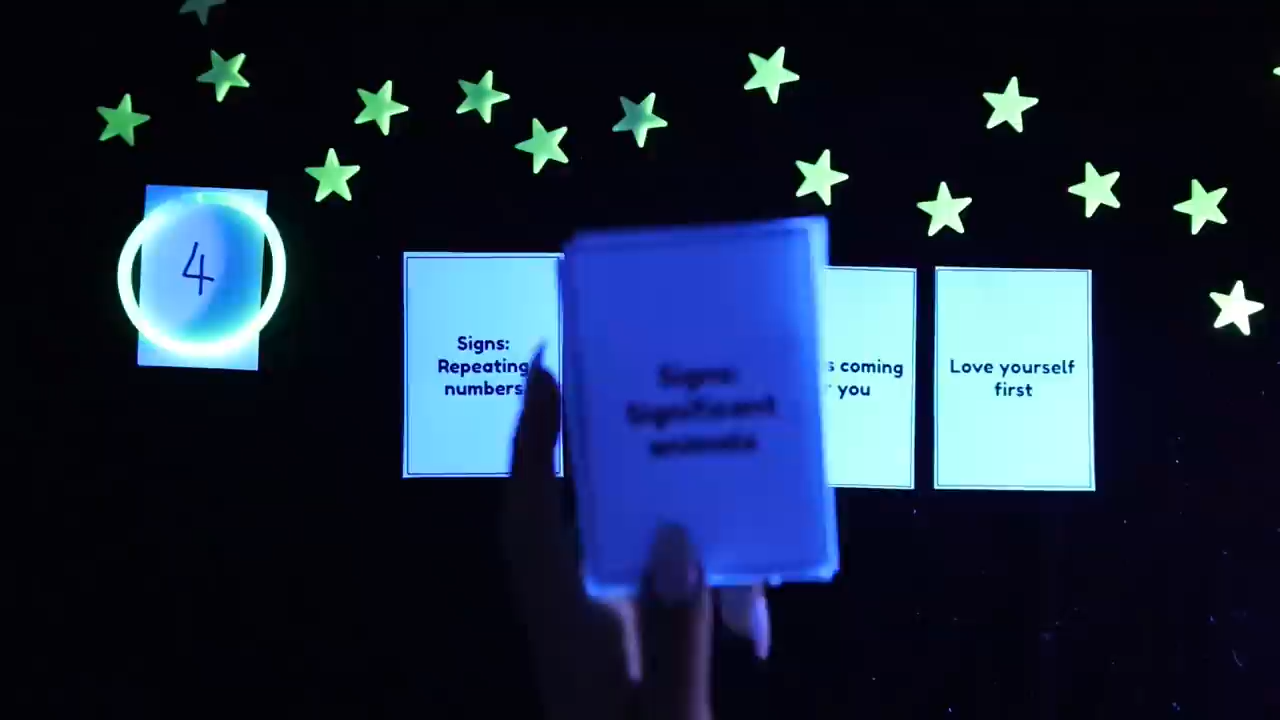 4
Signs:
Repeating
numbers
Signs:
Significant
animals
s coming
r you
Love yourself
first